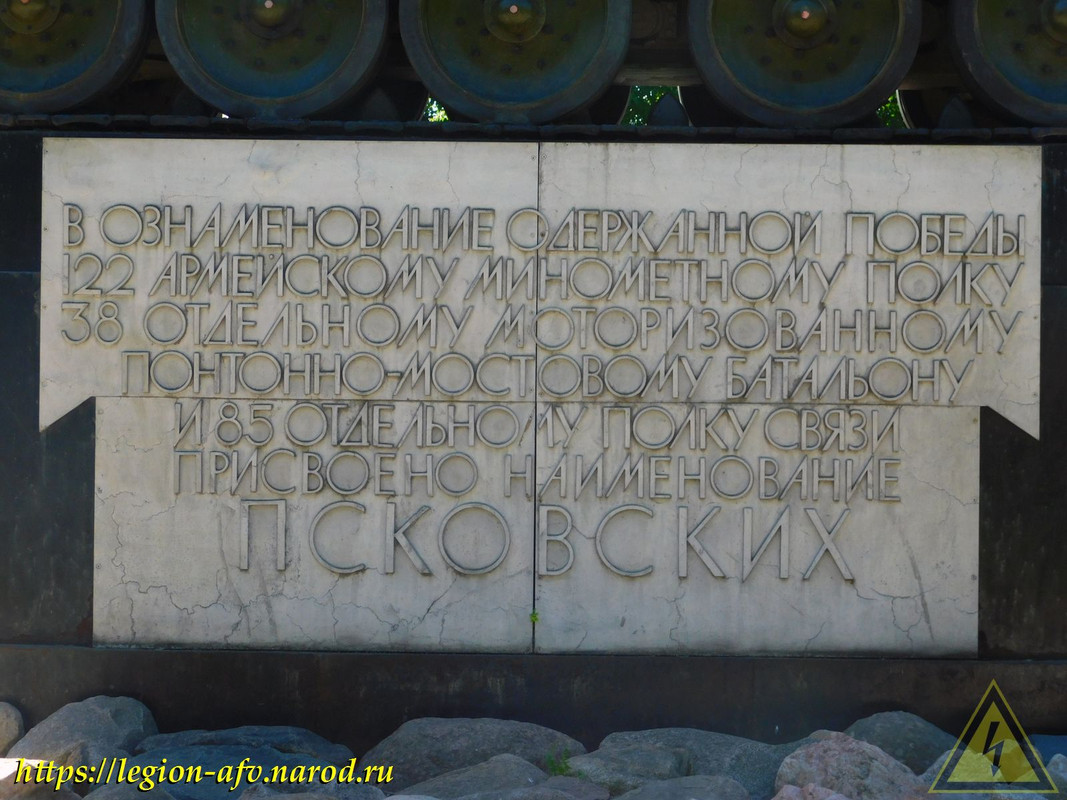 В ОЗНАМЕНОВАНИЕ ОДЕРЖАННОЙ ПОБЕДЫ
122 АРМЕЙСКОМУ МИНОМЕТНОМУ ПОЛКУ
38 ОТДЕЛЬНОМУ МОТОРИЗОВАННОМУ
ПОНТОННО-МОСТОВОМУ БАТАЛЬОНУ
И 85 ОТДЕЛЬНОМУ ПОЛКУ СВЯЗИ
ПРИСВОЕНО НАИМЕНОВАНИЕ
ПСКОВСКИХ
https://legion-afv.narod.ru